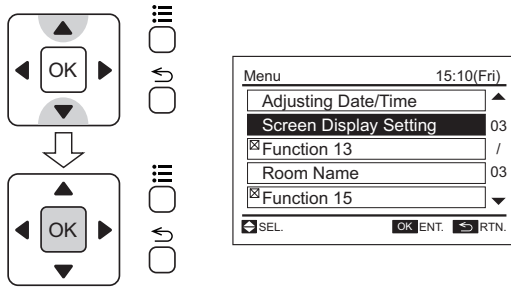 OK
OK
Menu 15:10(Fri)
Adjusting Date/Time
Screen Display Setting 03
Function 13 /
Room Name 03
Function 15
SEL. OK ENT. RTN.